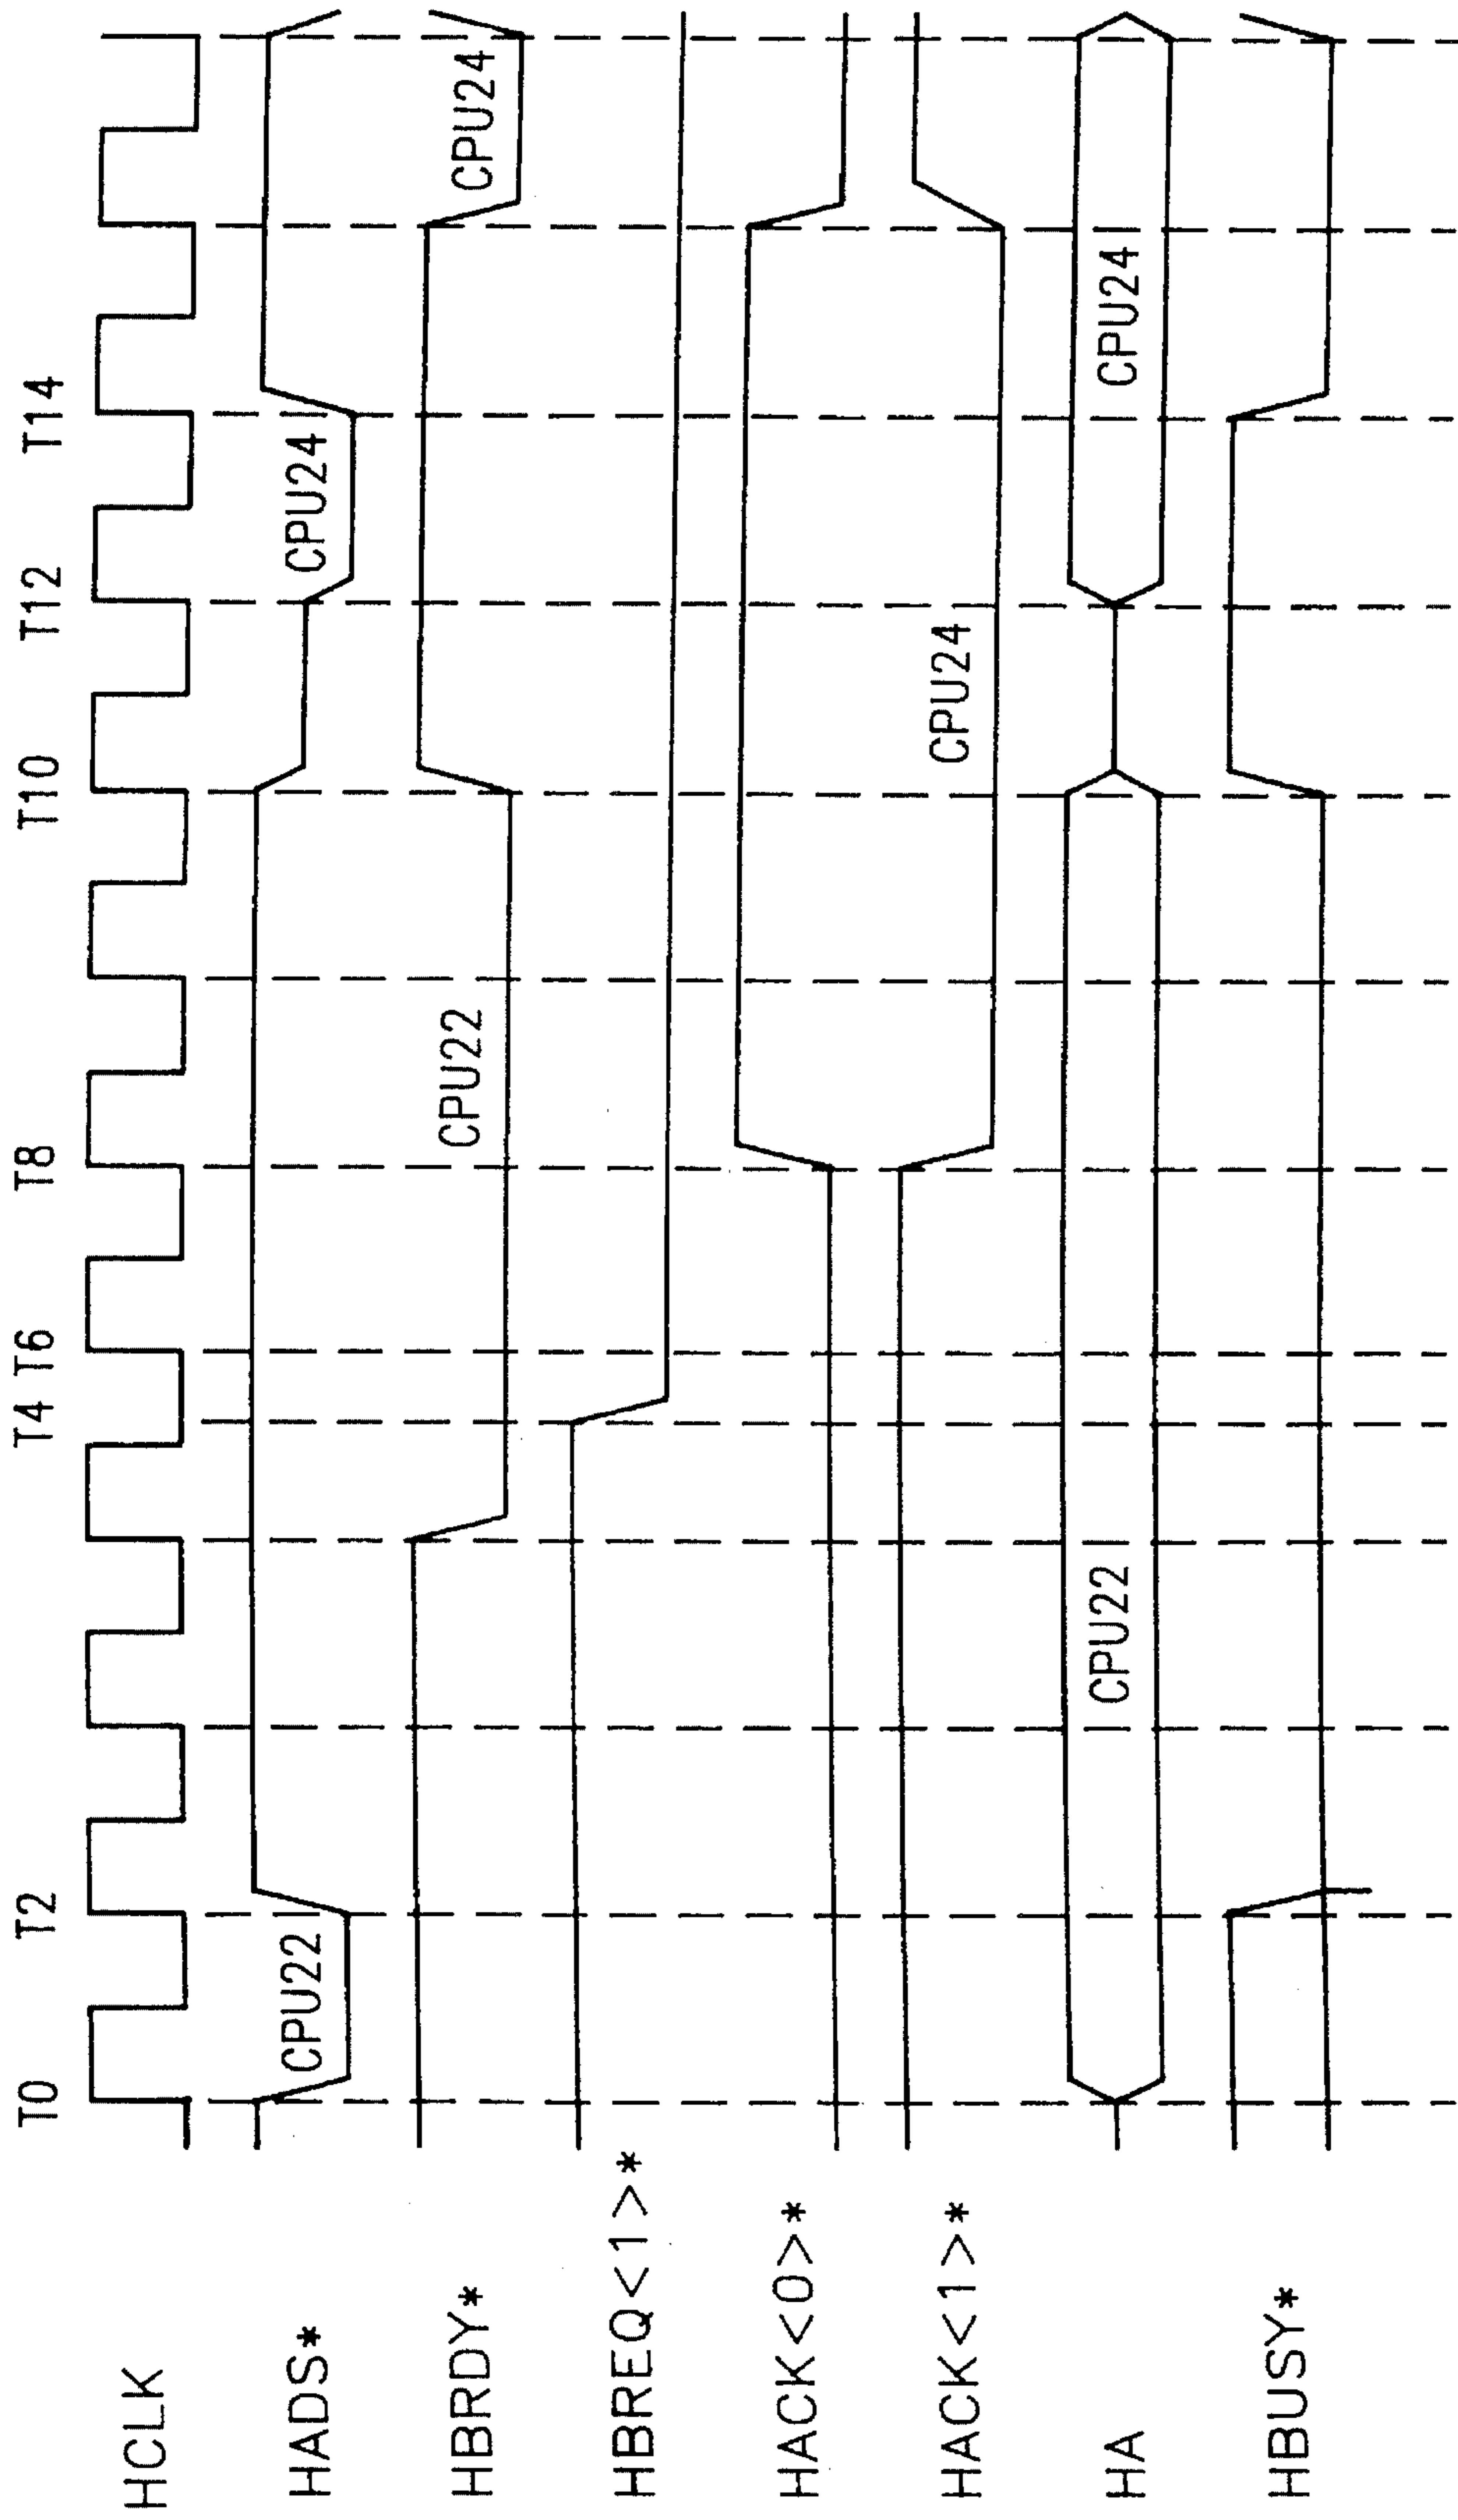 T0 T2 T4 T6 T8 T10 T12 T14
HCLK
HADS* CPU22 CPU24
HBRDY* CPU22 CPU24
HBREQ<1>*
HACK<0>*
HACK<1>* CPU24
HA CPU22 CPU24
HBUSY*